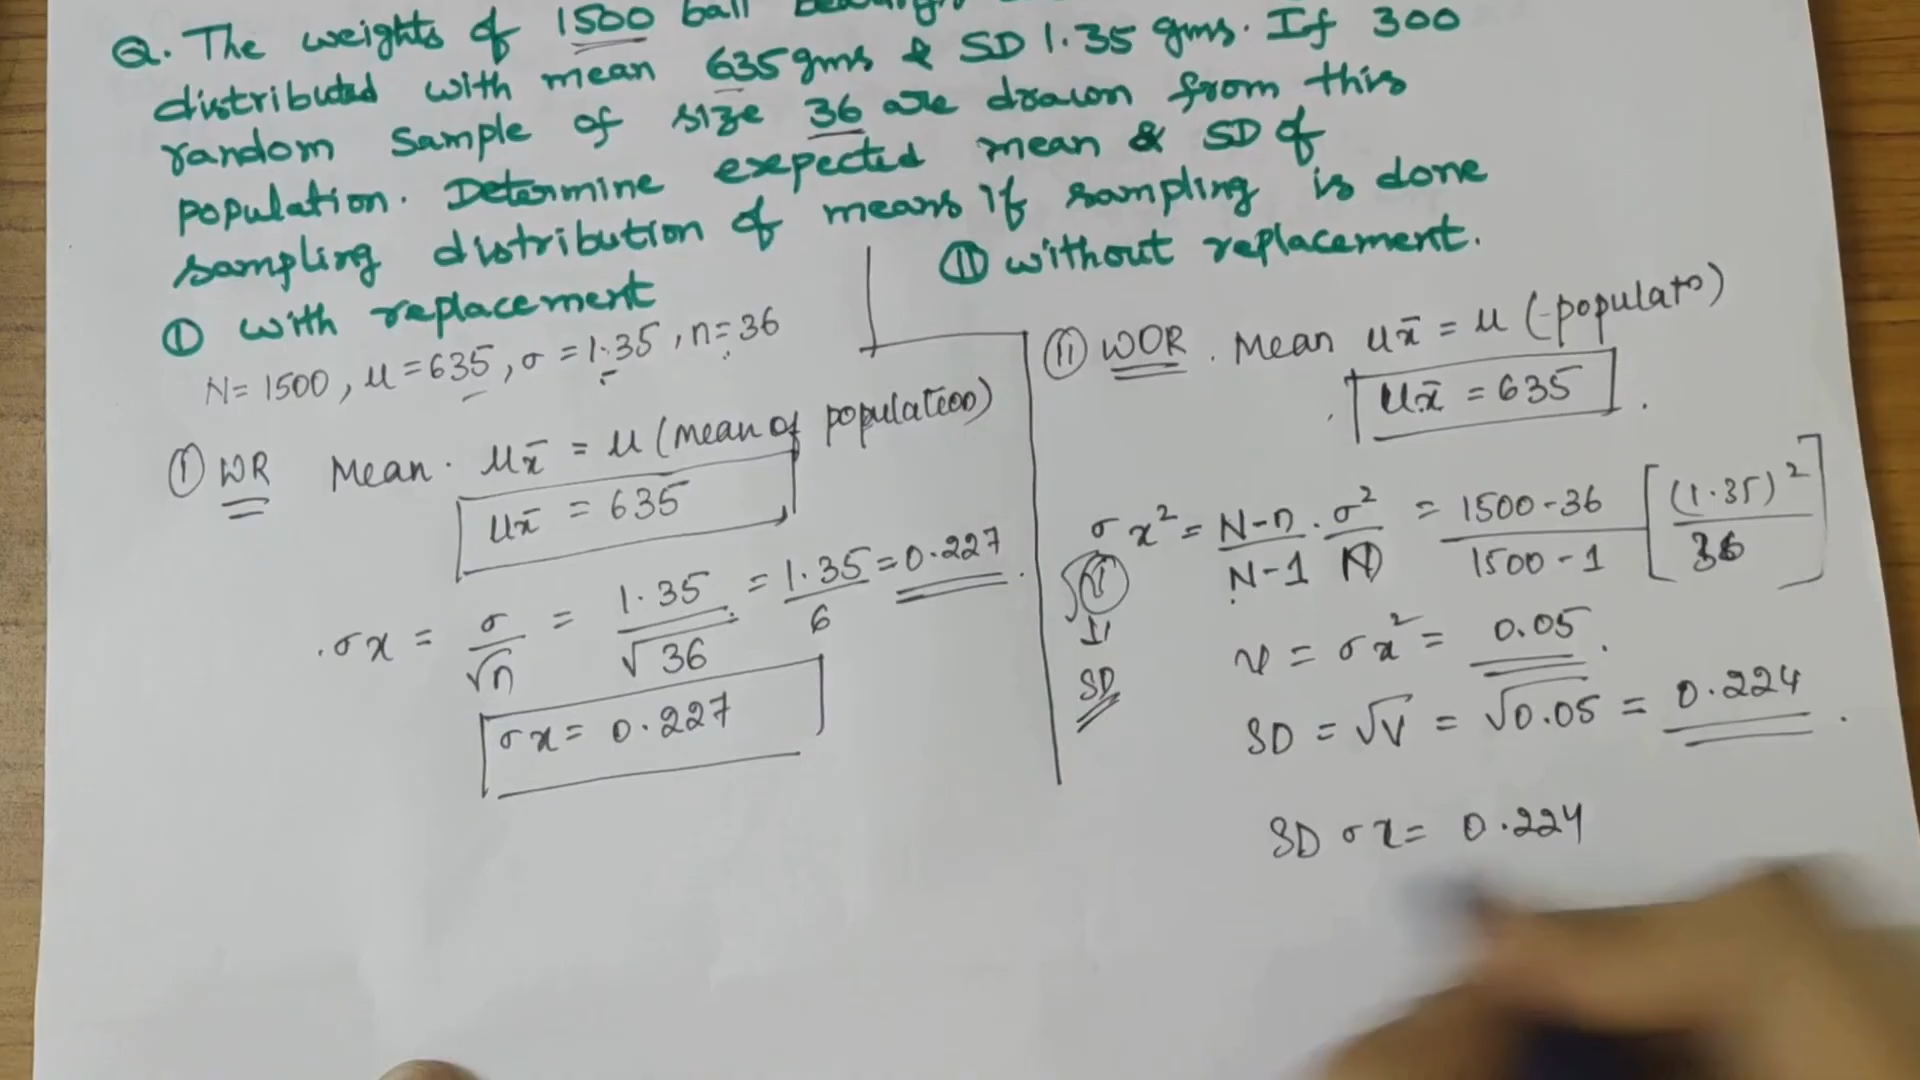 Q. The weights of 1500 ball
distributed with mean 635 gms & SD 1.35 gms. If 300
random sample of size 36 are drawn from this
population. Determine exepected mean & SD of
sampling distribution of means if sampling is done
I with replacement
II without replacement.
N = 1500, μ = 635, σ = 1.35, n = 36
I WR Mean. μx̄ = μ (mean of population)
μx̄ = 635
σx = σ/√n = 1.35/√36 = 1.35/6 = 0.227
σx = 0.227
II WOR. Mean μx̄ = μ (populato)
μx̄ = 635
σx² = N-n/N-1 . σ²/n = 1500-36/1500-1 [(1.35)²/36]
SD
V = σx² = 0.05
SD = √V = √0.05 = 0.224
SD σx = 0.224